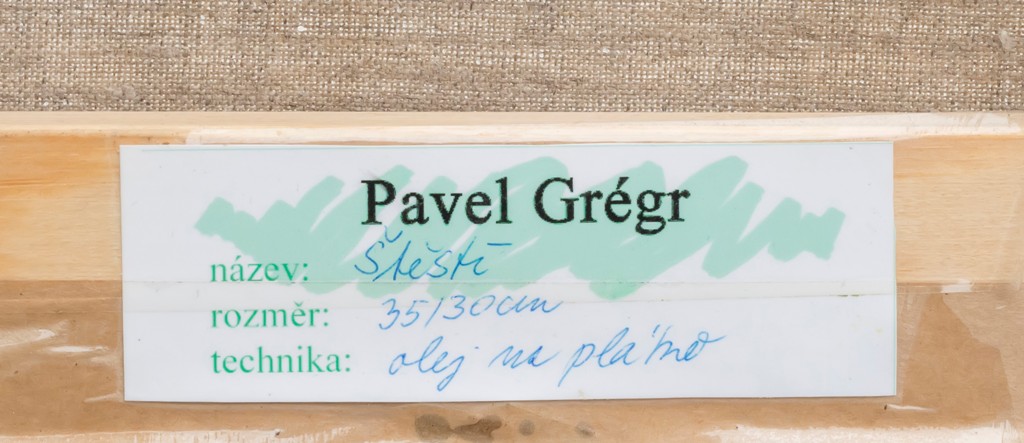 Pavel Grégr
název: Štěstí
rozměr: 35/30cm
technika: olej na plátně